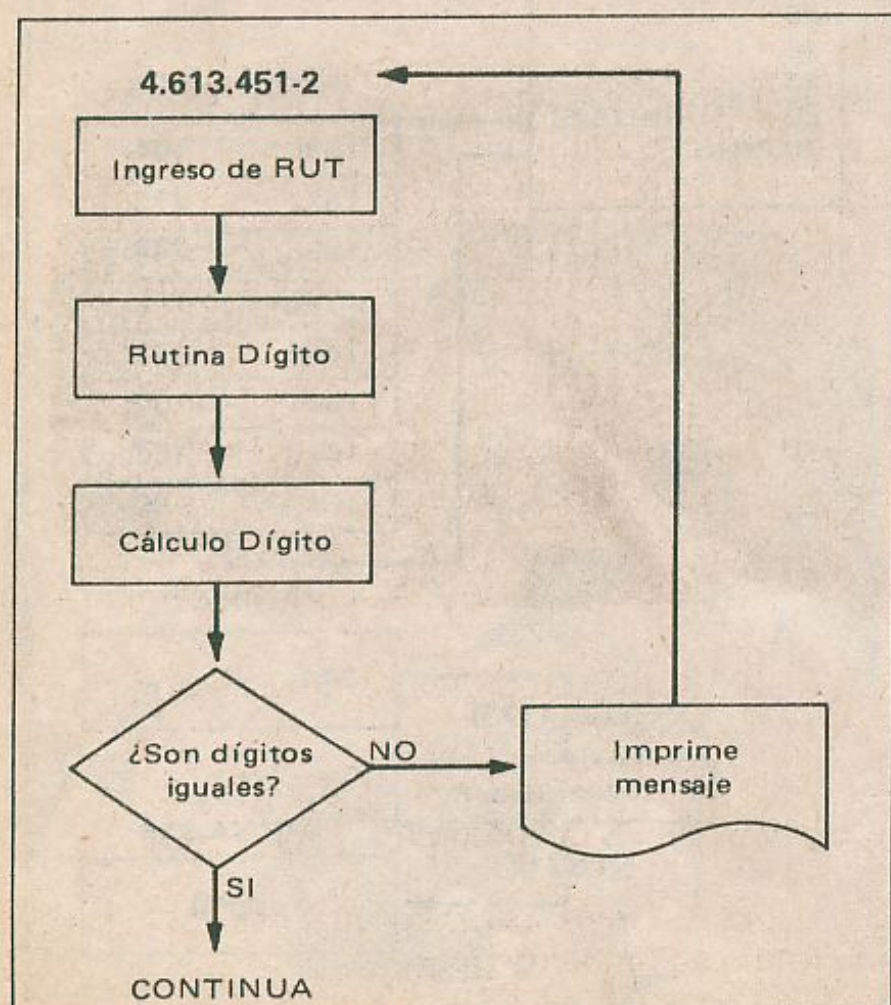 4.613.451-2
Ingreso de RUT
Rutina Dígito
Cálculo Dígito
¿Son dígitos
iguales?
NO
Imprime
mensaje
SI
CONTINUA